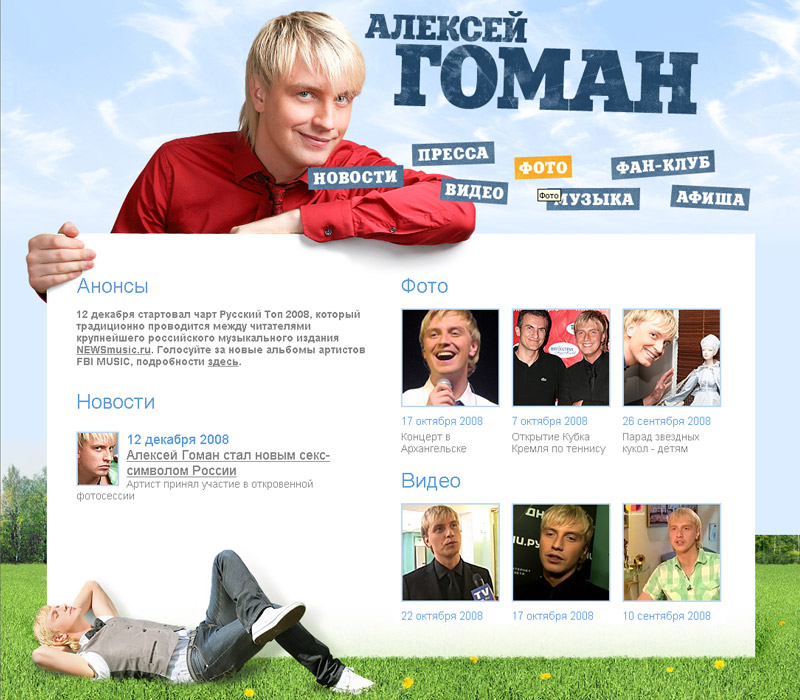 АЛЕКСЕЙ
ГОМАН
НОВОСТИ
ПРЕССА
ВИДЕО
ФОТО
Фото
МУЗЫКА
ФАН-КЛУБ
АФИША
Анонсы
12 декабря стартовал чарт Русский Топ 2008, который
традиционно проводится между читателями
крупнейшего российского музыкального издания
NEWSmusic.ru. Голосуйте за новые альбомы артистов
FBI MUSIC, подробности здесь.
Новости
12 декабря 2008
Алексей Гоман стал новым секс-
символом России
Артист принял участие в откровенной
фотосессии
Фото
17 октября 2008
Концерт в
Архангельске
7 октября 2008
Открытие Кубка
Кремля по теннису
26 сентября 2008
Парад звездных
кукол - детям
Видео
TV
22 октября 2008
17 октября 2008
10 сентября 2008